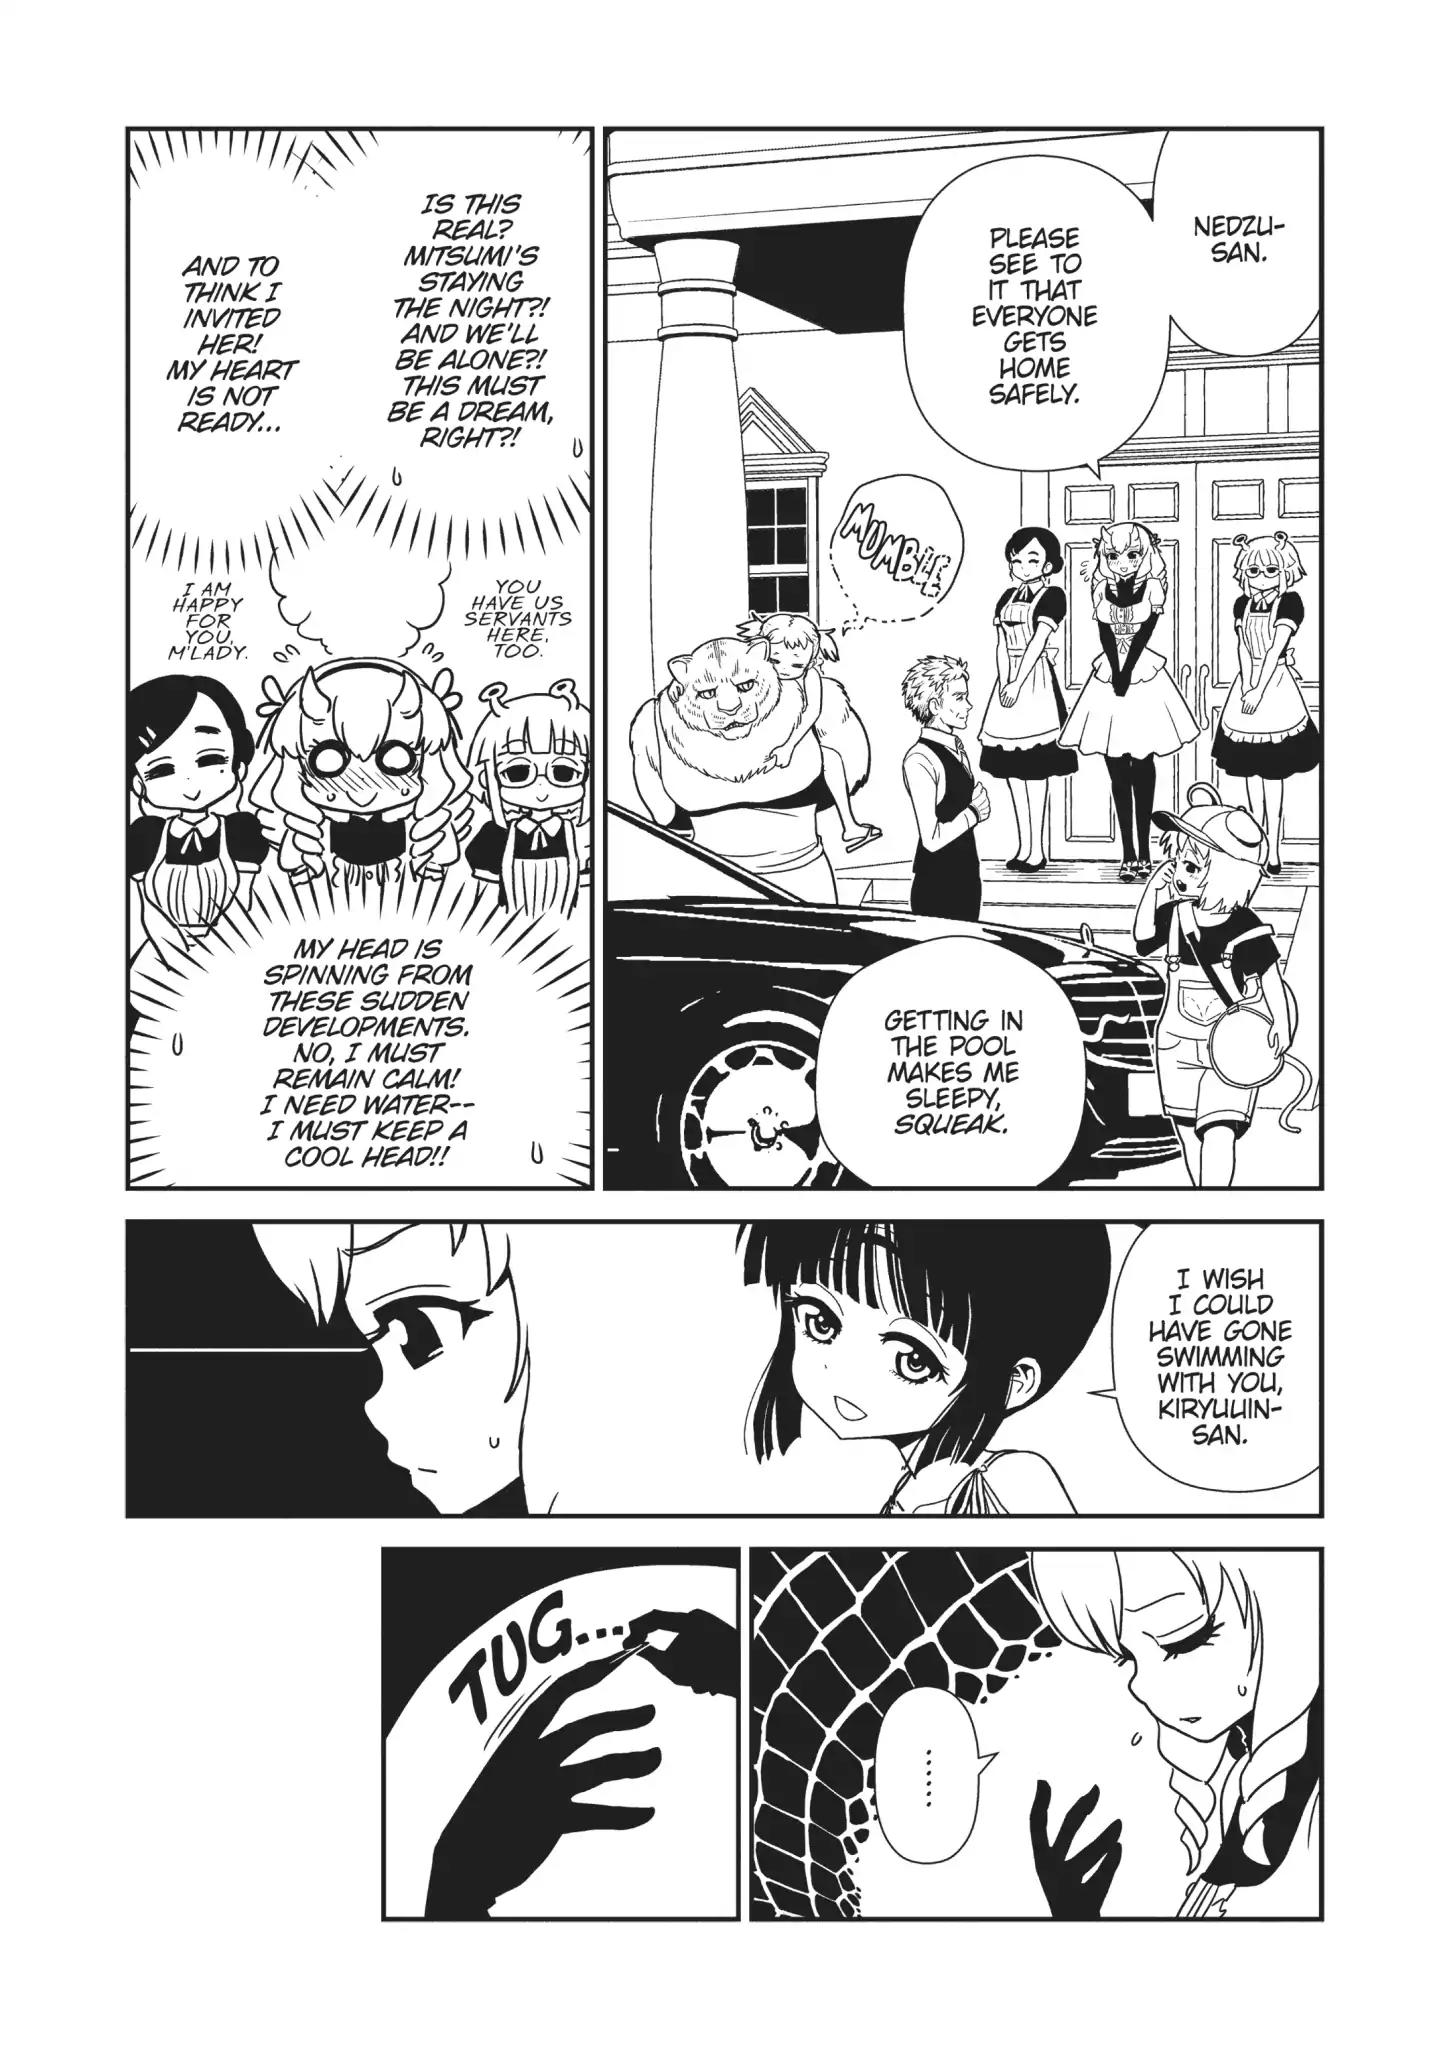 NEDZU-
SAN.
PLEASE
SEE TO
IT THAT
EVERYONE
GETS
HOME
SAFELY.
MUMBLE
GETTING IN
THE POOL
MAKES ME
SLEEPY,
SQUEAK.
IS THIS
REAL?
MITSUMI'S
STAYING
THE NIGHT?!
AND WE'LL
BE ALONE?!
THIS MUST
BE A DREAM,
RIGHT?!
AND TO
THINK I
INVITED
HER!
MY HEART
IS NOT
READY...
YOU
HAVE US
SERVANTS
HERE,
TOO.
I AM
HAPPY
FOR
YOU,
M'LADY.
MY HEAD IS
SPINNING FROM
THESE SUDDEN
DEVELOPMENTS.
NO, I MUST
REMAIN CALM!
I NEED WATER--
I MUST KEEP A
COOL HEAD!!
I WISH
I COULD
HAVE GONE
SWIMMING
WITH YOU,
KIRYUUIN-
SAN.
......
TUG...